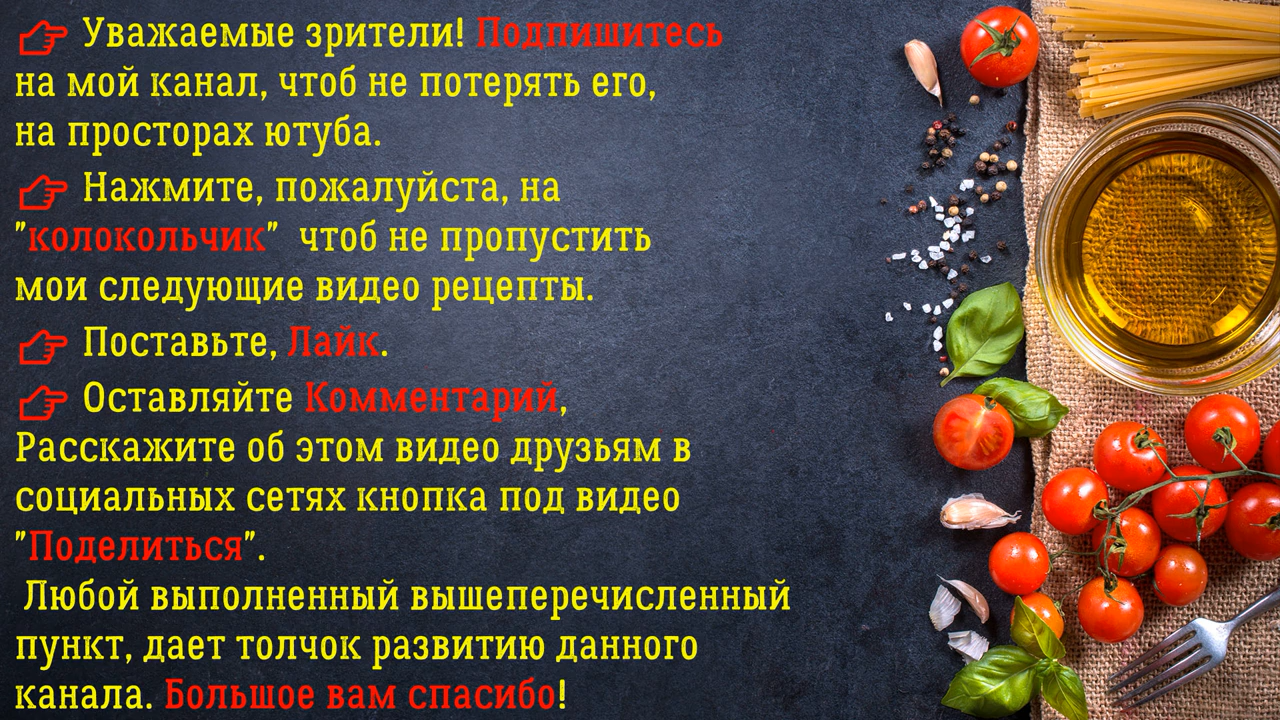 Уважаемые зрители! Подпишитесь
на мой канал, чтоб не потерять его,
на просторах ютуба.
Нажмите, пожалуйста, на
"колокольчик" чтоб не пропустить
мои следующие видео рецепты.
Поставьте, Лайк.
Оставляйте Комментарий,
Расскажите об этом видео друзьям в
социальных сетях кнопка под видео
"Поделиться".
Любой выполненный вышеперечисленный
пункт, дает толчок развитию данного
канала. Большое вам спасибо!